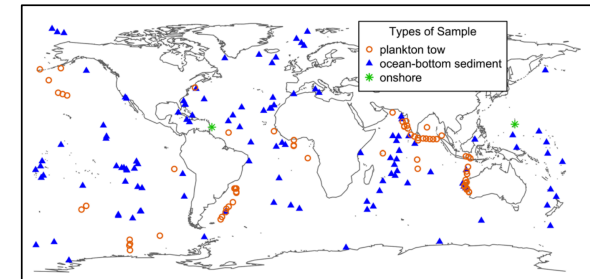 Types of Sample
plankton tow
ocean-bottom sediment
onshore